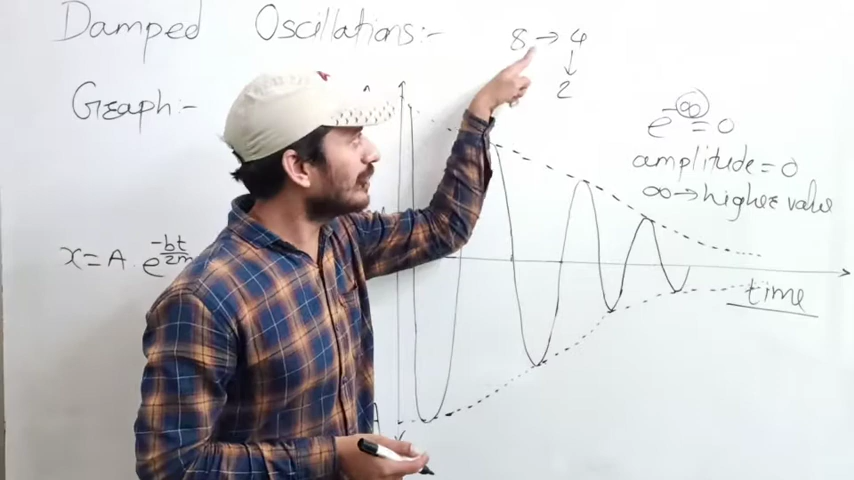 Damped Oscillations:-
8 → 4
↓
2
Graph:-
e^-∞ = 0
amplitude = 0
∞ → higher value
x = A . e^-bt/2m
time
A